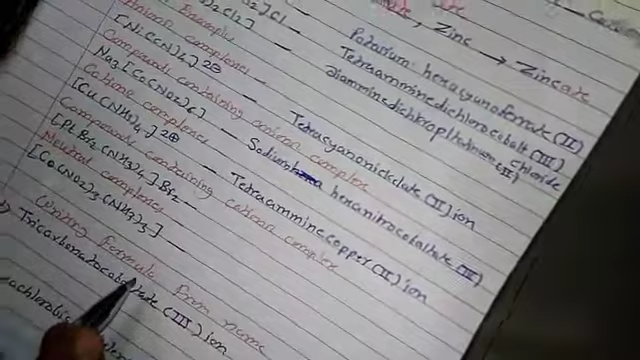 Zinc → Zincate
Potassium hexacyanoferrate (II)
Tetraamminedichlorocobalt (III) chloride
diamminedichloroplatinum (II)
Anionic complexes
[Ni(CN)4]2⊖ — Tetracyanonickelate (II) ion
Compounds containing anionic complex
Na3[Co(NO2)6] — Sodium hexanitrocobaltate (III)
Cationic complexes
[Cu(NH3)4]2⊕ — Tetraamminecopper (II) ion
Compounds containing cationic complex
[PtBr2(NH3)4]Br2 —
Neutral complexes
[Co(NO2)3(NH3)3] —
Writing Formula from name
Tricarbonatocobaltate (III) ion